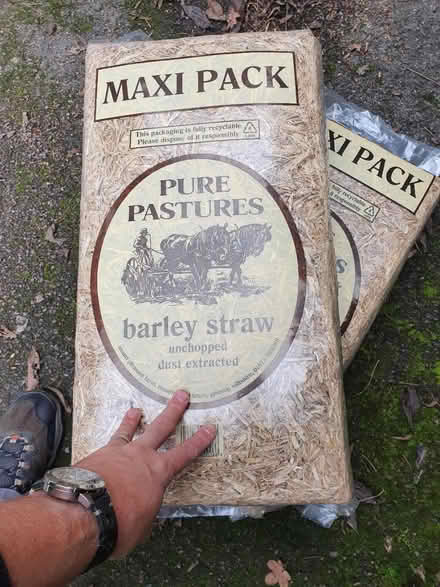 MAXI PACK
This packaging is fully recyclable
Please dispose of it responsibly
PURE
PASTURES
barley straw
unchopped
dust extracted
XI PACK